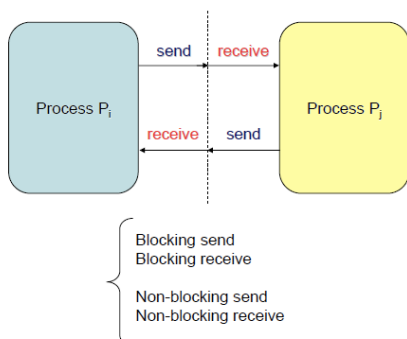 send receive
Process Pi Process Pj
receive send
Blocking send
Blocking receive
Non-blocking send
Non-blocking receive